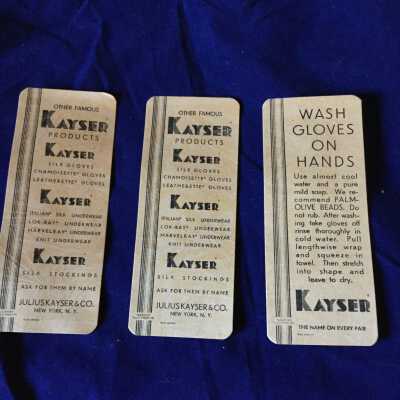 OTHER FAMOUS
KAYSER
PRODUCTS
KAYSER
SILK GLOVES
CHAMOISETTE* GLOVES
LEATHERETTE* GLOVES
KAYSER
ITALIAN* SILK UNDERWEAR
LOK-RAY* UNDERWEAR
MARVELRAY* UNDERWEAR
KNIT UNDERWEAR
KAYSER
SILK STOCKINGS
ASK FOR THEM BY NAME
JULIUS KAYSER & CO.
NEW YORK, N. Y.
OTHER FAMOUS
KAYSER
PRODUCTS
KAYSER
SILK GLOVES
CHAMOISETTE* GLOVES
LEATHERETTE* GLOVES
KAYSER
ITALIAN* SILK UNDERWEAR
LOK-RAY* UNDERWEAR
MARVELRAY* UNDERWEAR
KNIT UNDERWEAR
KAYSER
SILK STOCKINGS
ASK FOR THEM BY NAME
JULIUS KAYSER & CO.
NEW YORK, N. Y.
WASH
GLOVES
ON
HANDS
Use almost cool
water and a pure
mild soap. We re-
commend PALM-
OLIVE BEADS. Do
not rub. After wash-
ing take gloves off
rinse thoroughly in
cold water. Pull
lengthwise wrap
and squeeze in
towel. Then stretch
into shape and
leave to dry.
KAYSER
THE NAME ON EVERY PAIR